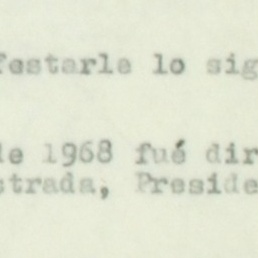 festarle lo sig
de 1968 fué dir
strada, Preside